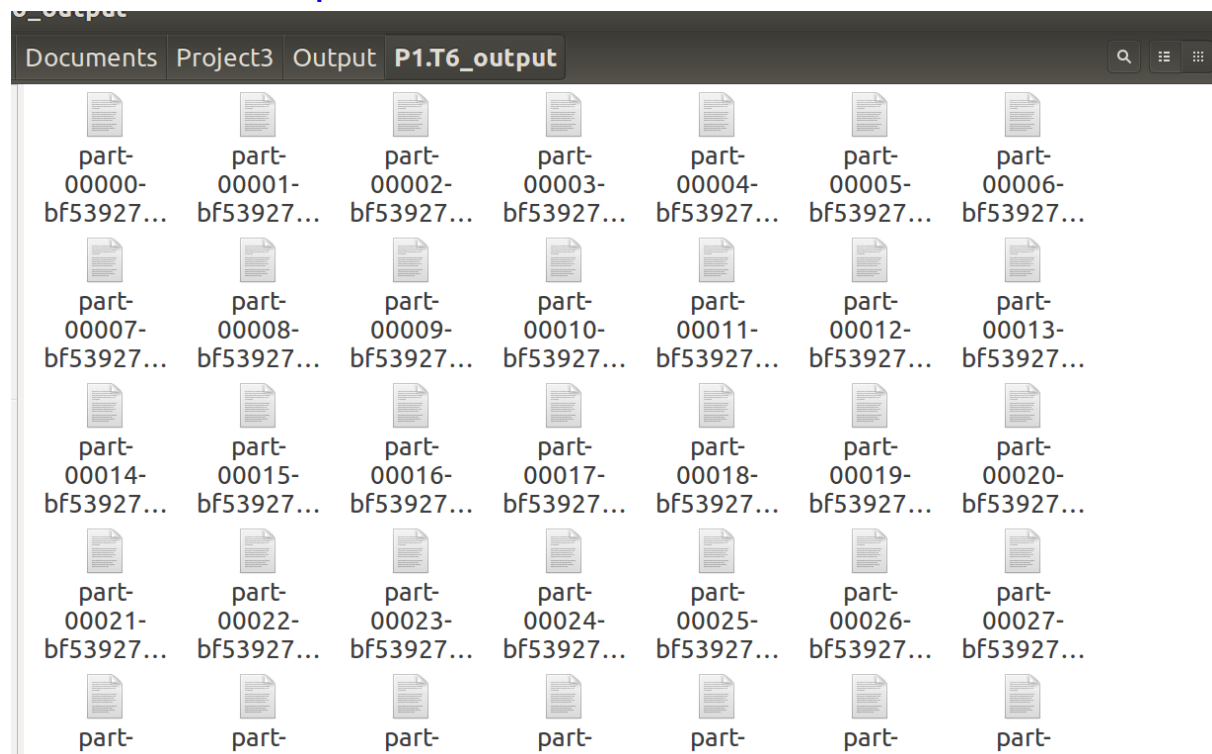 Documents Project3 Output P1.T6_output
part- part- part- part- part- part- part-
00000- 00001- 00002- 00003- 00004- 00005- 00006-
bf53927... bf53927... bf53927... bf53927... bf53927... bf53927... bf53927...
part- part- part- part- part- part- part-
00007- 00008- 00009- 00010- 00011- 00012- 00013-
bf53927... bf53927... bf53927... bf53927... bf53927... bf53927... bf53927...
part- part- part- part- part- part- part-
00014- 00015- 00016- 00017- 00018- 00019- 00020-
bf53927... bf53927... bf53927... bf53927... bf53927... bf53927... bf53927...
part- part- part- part- part- part- part-
00021- 00022- 00023- 00024- 00025- 00026- 00027-
bf53927... bf53927... bf53927... bf53927... bf53927... bf53927... bf53927...
part- part- part- part- part- part- part-